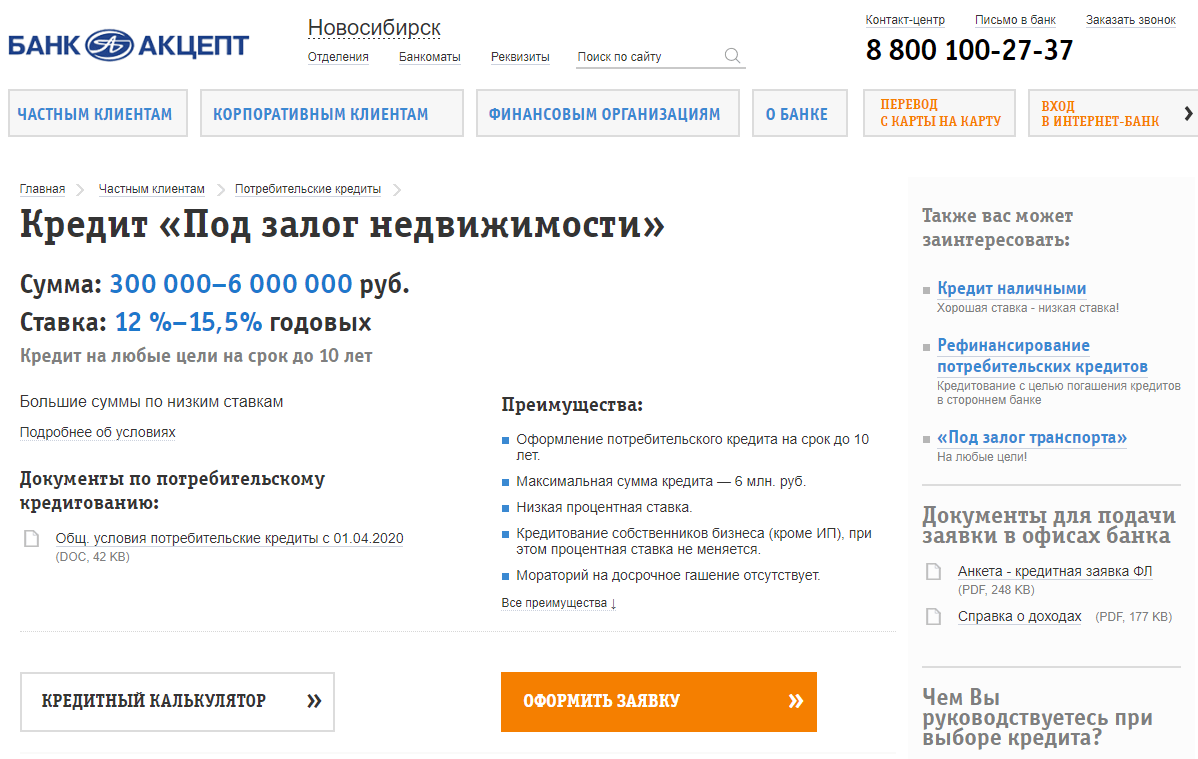 БАНК АКЦЕПТ
Новосибирск
Отделения Банкоматы Реквизиты Поиск по сайту
Контакт-центр Письмо в банк Заказать звонок
8 800 100-27-37
ЧАСТНЫМ КЛИЕНТАМ
КОРПОРАТИВНЫМ КЛИЕНТАМ
ФИНАНСОВЫМ ОРГАНИЗАЦИЯМ
О БАНКЕ
ПЕРЕВОД
С КАРТЫ НА КАРТУ
ВХОД
В ИНТЕРНЕТ-БАНК
Главная Частным клиентам Потребительские кредиты
Кредит «Под залог недвижимости»
Сумма: 300 000–6 000 000 руб.
Ставка: 12 %–15,5% годовых
Кредит на любые цели на срок до 10 лет
Большие суммы по низким ставкам
Подробнее об условиях
Документы по потребительскому
кредитованию:
Общ. условия потребительские кредиты с 01.04.2020
(DOC, 42 KB)
Преимущества:
Оформление потребительского кредита на срок до 10
лет.
Максимальная сумма кредита — 6 млн. руб.
Низкая процентная ставка.
Кредитование собственников бизнеса (кроме ИП), при
этом процентная ставка не меняется.
Мораторий на досрочное гашение отсутствует.
Все преимущества ↓
КРЕДИТНЫЙ КАЛЬКУЛЯТОР »
ОФОРМИТЬ ЗАЯВКУ »
Также вас может
заинтересовать:
Кредит наличными
Хорошая ставка - низкая ставка!
Рефинансирование
потребительских кредитов
Кредитование с целью погашения кредитов
в стороннем банке
«Под залог транспорта»
На любые цели!
Документы для подачи
заявки в офисах банка
Анкета - кредитная заявка ФЛ
(PDF, 248 KB)
Справка о доходах (PDF, 177 KB)
Чем Вы
руководствуетесь при
выборе кредита?